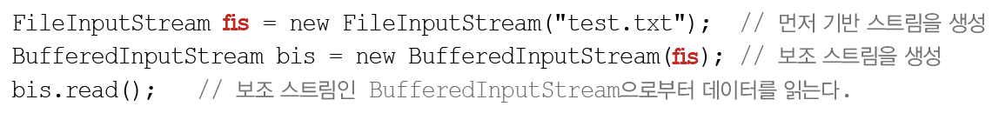 FileInputStream fis = new FileInputStream("test.txt"); // 먼저 기반 스트림을 생성
BufferedInputStream bis = new BufferedInputStream(fis); // 보조 스트림을 생성
bis.read(); // 보조 스트림인 BufferedInputStream으로부터 데이터를 읽는다.